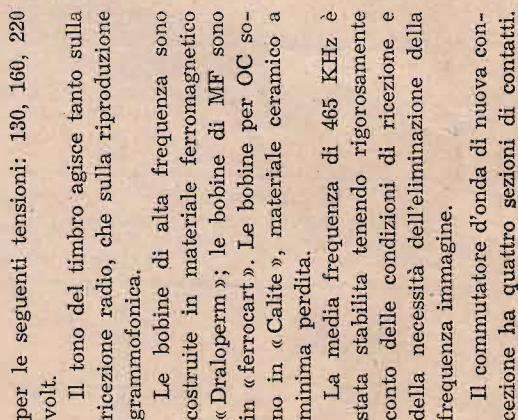 per le seguenti tensioni: 130, 160, 220
volt.
Il tono del timbro agisce tanto sulla
ricezione radio, che sulla riproduzione
grammofonica.
Le bobine di alta frequenza sono
costruite in materiale ferromagnetico
« Draloperm »; le bobine di MF sono
in « ferrocart ». Le bobine per OC so-
no in « Calite », materiale ceramico a
minima perdita.
La media frequenza di 465 KHz è
stata stabilita tenendo rigorosamente
conto delle condizioni di ricezione e
della necessità dell'eliminazione della
frequenza immagine.
Il commutatore d'onda di nuova con-
cezione ha quattro sezioni di contatti.